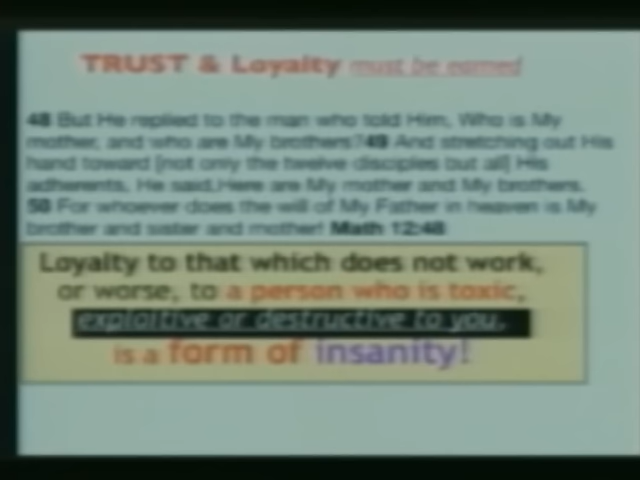 TRUST & Loyalty must be earned
48 But He replied to the man who told Him, Who is My
mother, and who are My brothers?49 And stretching out His
hand toward [not only the twelve disciples but all] His
adherents, He said,Here are My mother and My brothers.
50 For whoever does the will of My Father in heaven is My
brother and sister and mother! Math 12:48
Loyalty to that which does not work,
or worse, to a person who is toxic,
exploitive or destructive to you,
is a form of insanity!